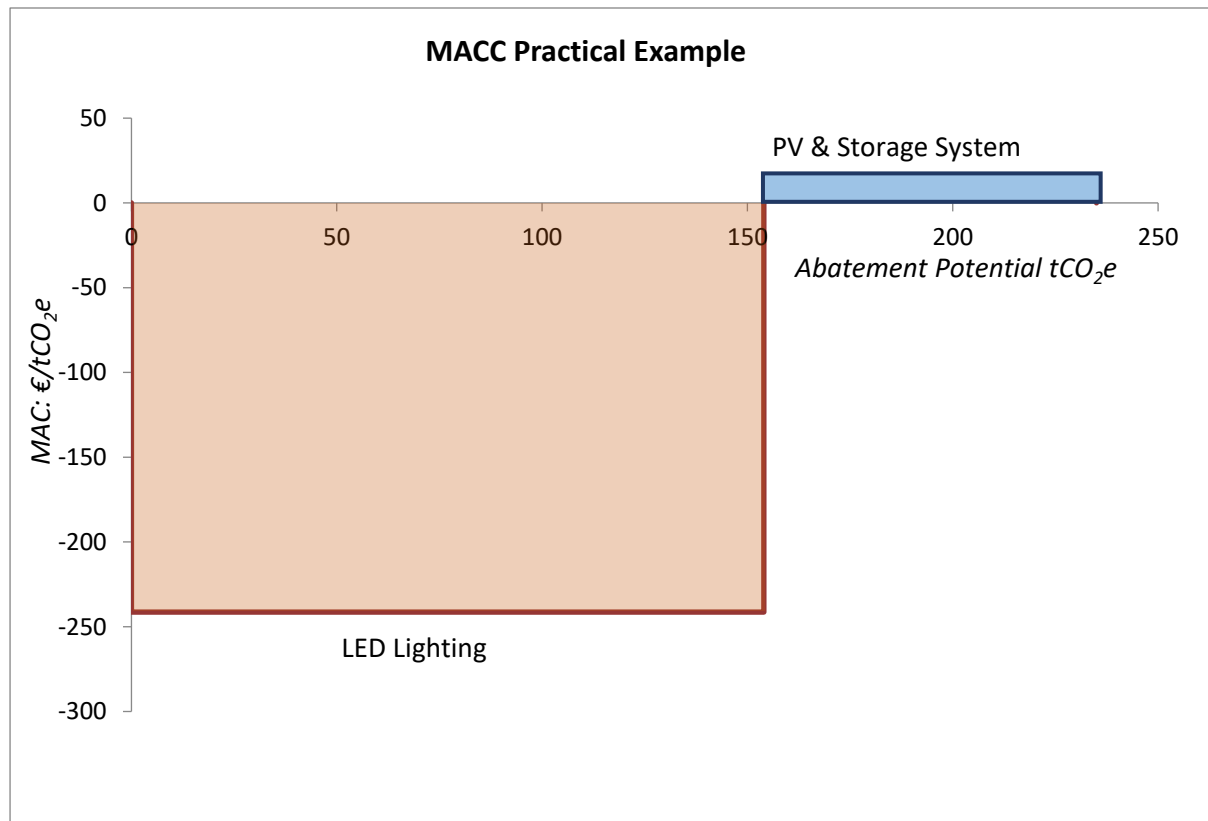 MACC Practical Example
50
PV & Storage System
0
0 50 100 150 200 250
Abatement Potential tCO₂e
-50
MAC: €/tCO₂e
-100
-150
-200
-250
LED Lighting
-300